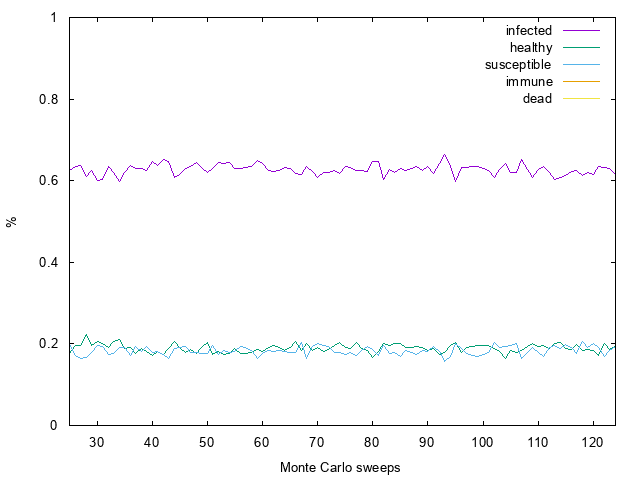 1
0.8
0.6
0.4
0.2
0
%
infected
healthy
susceptible
immune
dead
30 40 50 60 70 80 90 100 110 120
Monte Carlo sweeps